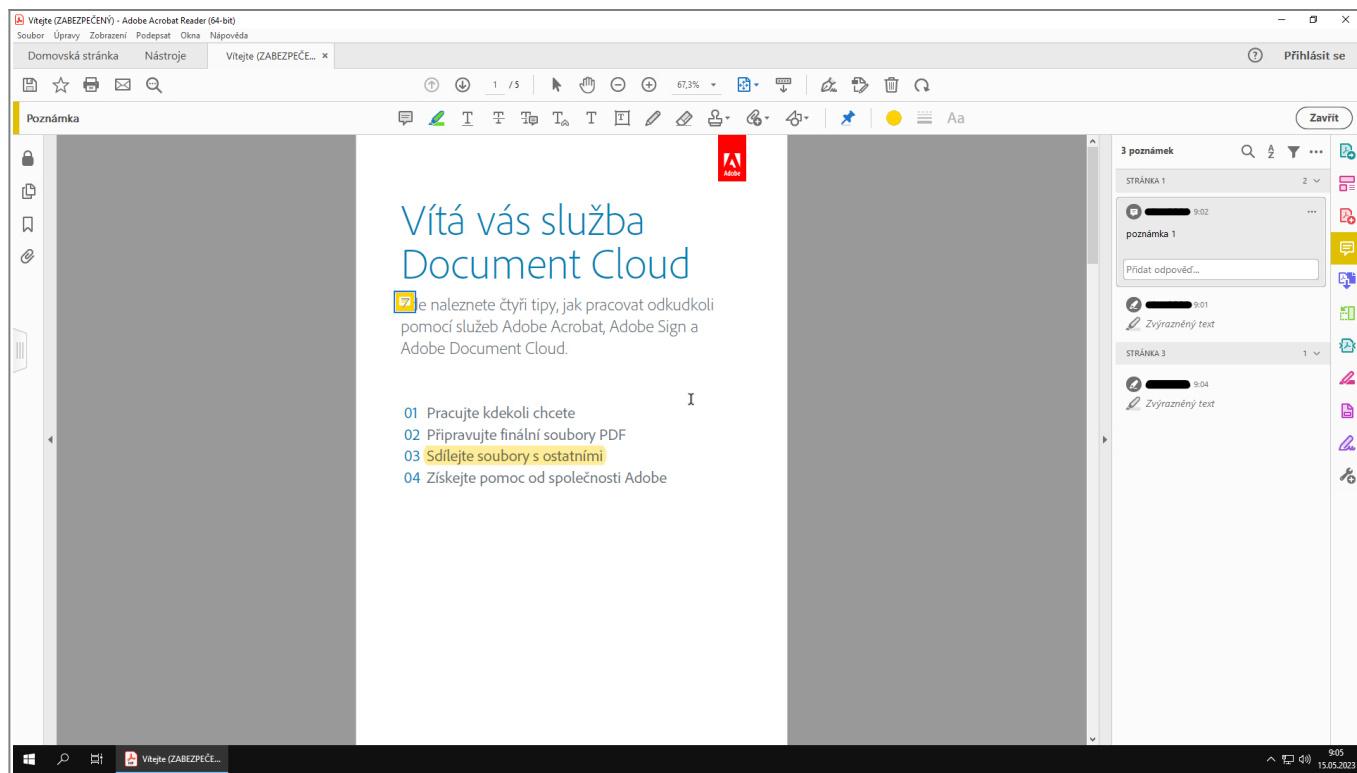 Vítejte (ZABEZPEČENÝ) - Adobe Acrobat Reader (64-bit)
Soubor Úpravy Zobrazení Podepsat Okna Nápověda
Domovská stránka Nástroje Vítejte (ZABEZPEČE... × Přihlásit se
1 /5 67,3%
Poznámka Aa Zavřít
Adobe
Vítá vás služba
Document Cloud
de naleznete čtyři tipy, jak pracovat odkudkoli
pomocí služeb Adobe Acrobat, Adobe Sign a
Adobe Document Cloud.
01 Pracujte kdekoli chcete
02 Připravujte finální soubory PDF
03 Sdílejte soubory s ostatními
04 Získejte pomoc od společnosti Adobe
3 poznámek
STRÁNKA 1 2
9:02
poznámka 1
Přidat odpověď...
9:01
Zvýrazněný text
STRÁNKA 3 1
9:04
Zvýrazněný text
Vítejte (ZABEZPEČE...
9:05
15.05.2023